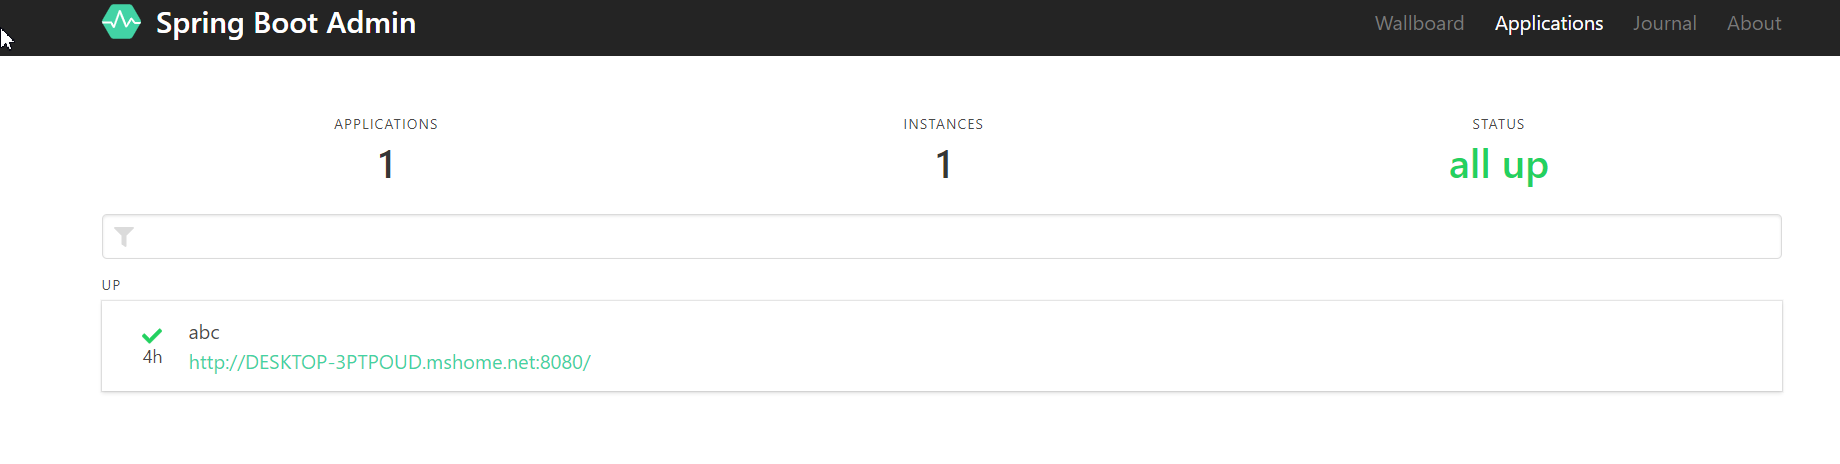 Spring Boot Admin
Wallboard Applications Journal About
APPLICATIONS INSTANCES STATUS
1 1 all up
UP
abc
4h
http://DESKTOP-3PTPOUD.mshome.net:8080/